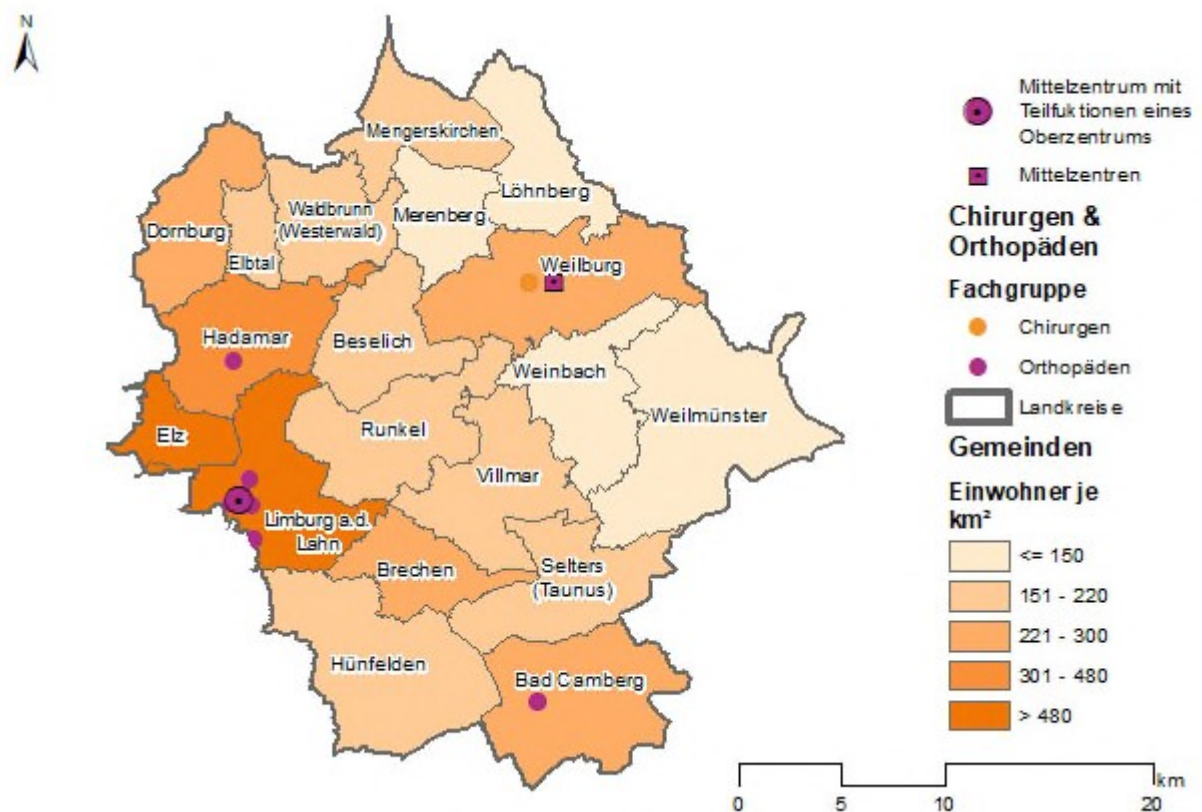 N
Mengerskirchen
Löhnberg
Waldbrunn
(Westerwald)
Merenberg
Dornburg
Elbtal
Weilburg
Hadamar
Beselich
Weinbach
Weilmünster
Elz
Runkel
Villmar
Limburg a.d.
Lahn
Brechen
Selters
(Taunus)
Hünfelden
Bad Camberg
Mittelzentrum mit
Teilfuktionen eines
Oberzentrums
Mittelzentren
Chirurgen &
Orthopäden
Fachgruppe
Chirurgen
Orthopäden
Landkreise
Gemeinden
Einwohner je
km²
<= 150
151 - 220
221 - 300
301 - 480
> 480
km
0 5 10 20